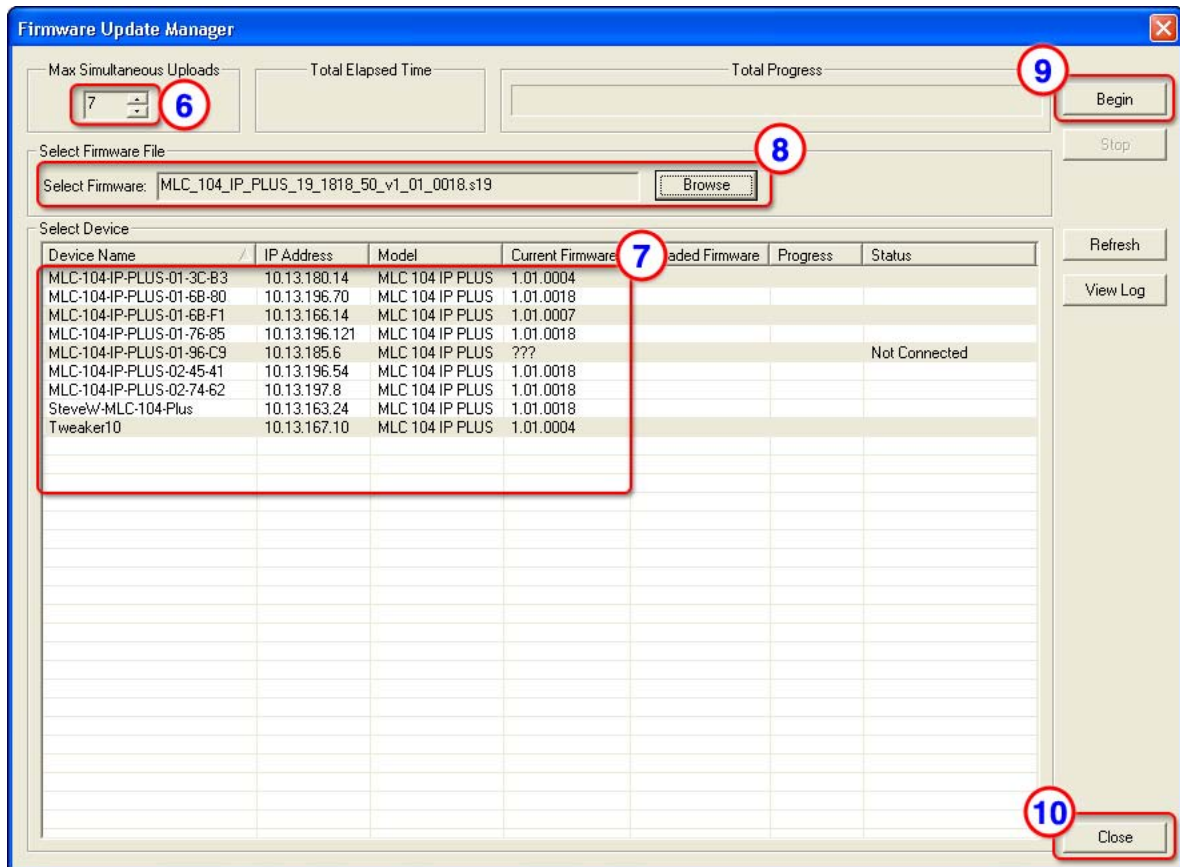 Firmware Update Manager
Max Simultaneous Uploads
Total Elapsed Time
Total Progress
9
7
6
Begin
Stop
Select Firmware File
8
Select Firmware: MLC_104_IP_PLUS_19_1818_50_v1_01_0018.s19 Browse
Select Device
Refresh
View Log
Device Name IP Address Model Current Firmware 7 aded Firmware Progress Status
MLC-104-IP-PLUS-01-3C-B3 10.13.180.14 MLC 104 IP PLUS 1.01.0004
MLC-104-IP-PLUS-01-6B-80 10.13.196.70 MLC 104 IP PLUS 1.01.0018
MLC-104-IP-PLUS-01-6B-F1 10.13.166.14 MLC 104 IP PLUS 1.01.0007
MLC-104-IP-PLUS-01-76-85 10.13.196.121 MLC 104 IP PLUS 1.01.0018
MLC-104-IP-PLUS-01-96-C9 10.13.185.6 MLC 104 IP PLUS ??? Not Connected
MLC-104-IP-PLUS-02-45-41 10.13.196.54 MLC 104 IP PLUS 1.01.0018
MLC-104-IP-PLUS-02-74-62 10.13.197.8 MLC 104 IP PLUS 1.01.0018
SteveW-MLC-104-Plus 10.13.163.24 MLC 104 IP PLUS 1.01.0018
Tweaker10 10.13.167.10 MLC 104 IP PLUS 1.01.0004
10
Close